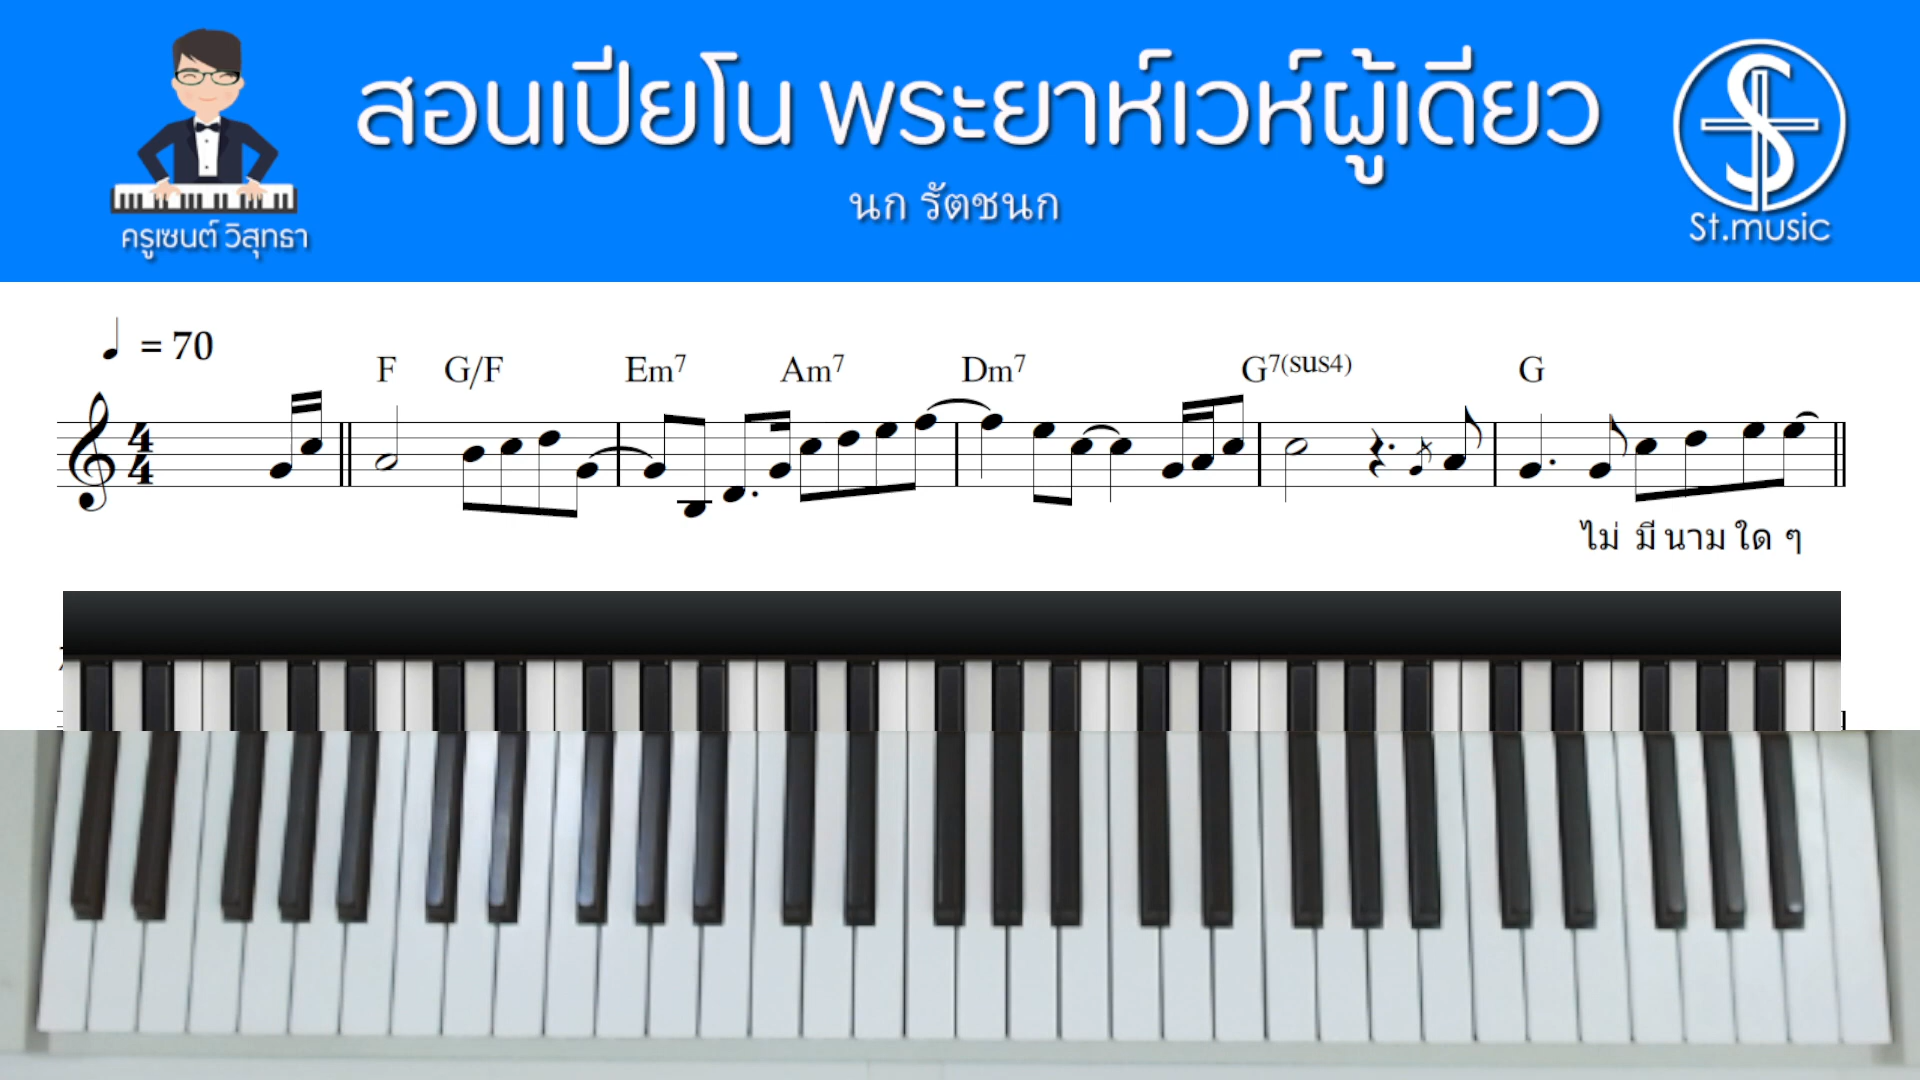 สอนเปียโน พระยาห์เวห์ผู้เดียว
นก รัตชนก
ครูเซนต์ วิสุทธา
St.music
= 70
F G/F Em7 Am7 Dm7 G7(sus4) G
4
4
ไม่ มี นาม ใด ๆ